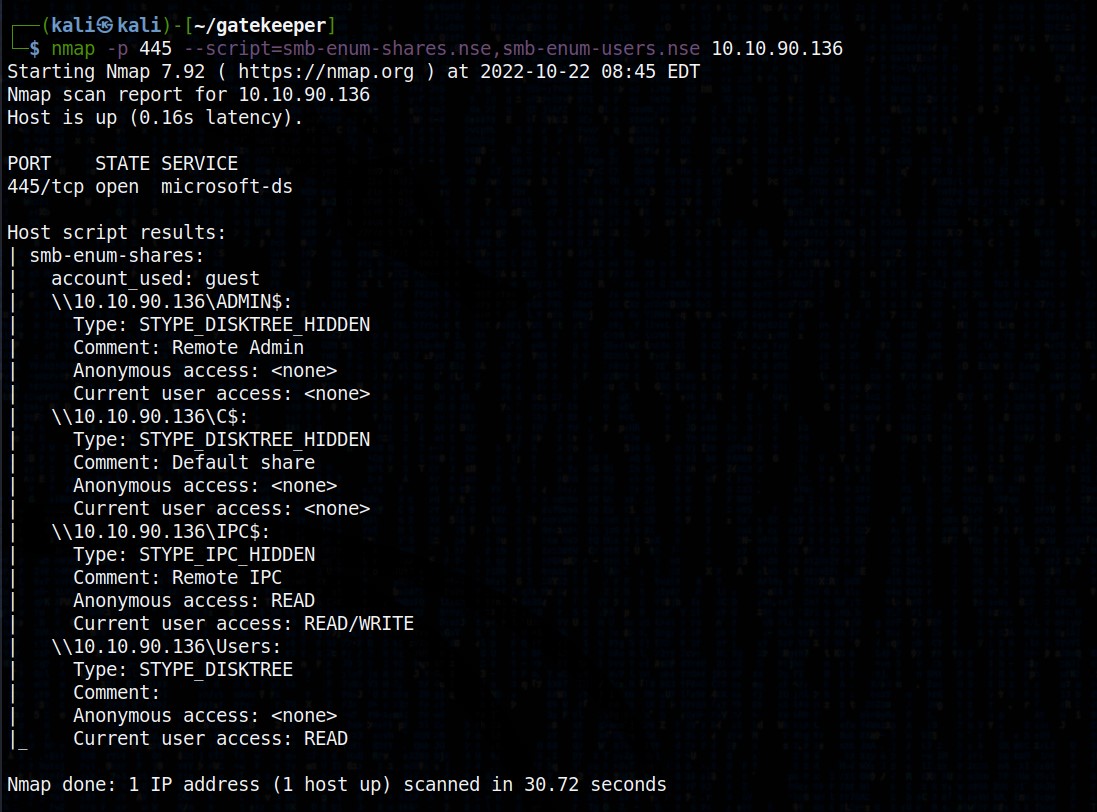 ┌──(kali㉿kali)-[~/gatekeeper]
└─$ nmap -p 445 --script=smb-enum-shares.nse,smb-enum-users.nse 10.10.90.136
Starting Nmap 7.92 ( https://nmap.org ) at 2022-10-22 08:45 EDT
Nmap scan report for 10.10.90.136
Host is up (0.16s latency).

PORT    STATE SERVICE
445/tcp open  microsoft-ds

Host script results:
| smb-enum-shares:
|   account_used: guest
|   \\10.10.90.136\ADMIN$:
|     Type: STYPE_DISKTREE_HIDDEN
|     Comment: Remote Admin
|     Anonymous access: <none>
|     Current user access: <none>
|   \\10.10.90.136\C$:
|     Type: STYPE_DISKTREE_HIDDEN
|     Comment: Default share
|     Anonymous access: <none>
|     Current user access: <none>
|   \\10.10.90.136\IPC$:
|     Type: STYPE_IPC_HIDDEN
|     Comment: Remote IPC
|     Anonymous access: READ
|     Current user access: READ/WRITE
|   \\10.10.90.136\Users:
|     Type: STYPE_DISKTREE
|     Comment:
|     Anonymous access: <none>
|_    Current user access: READ

Nmap done: 1 IP address (1 host up) scanned in 30.72 seconds